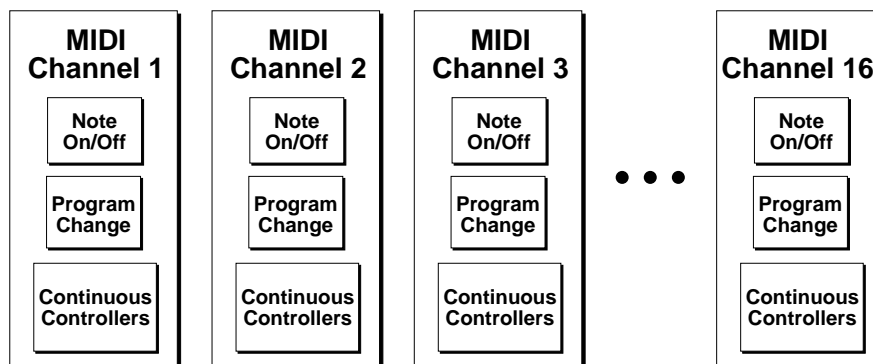 MIDI
Channel 1
Note
On/Off
Program
Change
Continuous
Controllers
MIDI
Channel 2
Note
On/Off
Program
Change
Continuous
Controllers
MIDI
Channel 3
Note
On/Off
Program
Change
Continuous
Controllers
MIDI
Channel 16
Note
On/Off
Program
Change
Continuous
Controllers